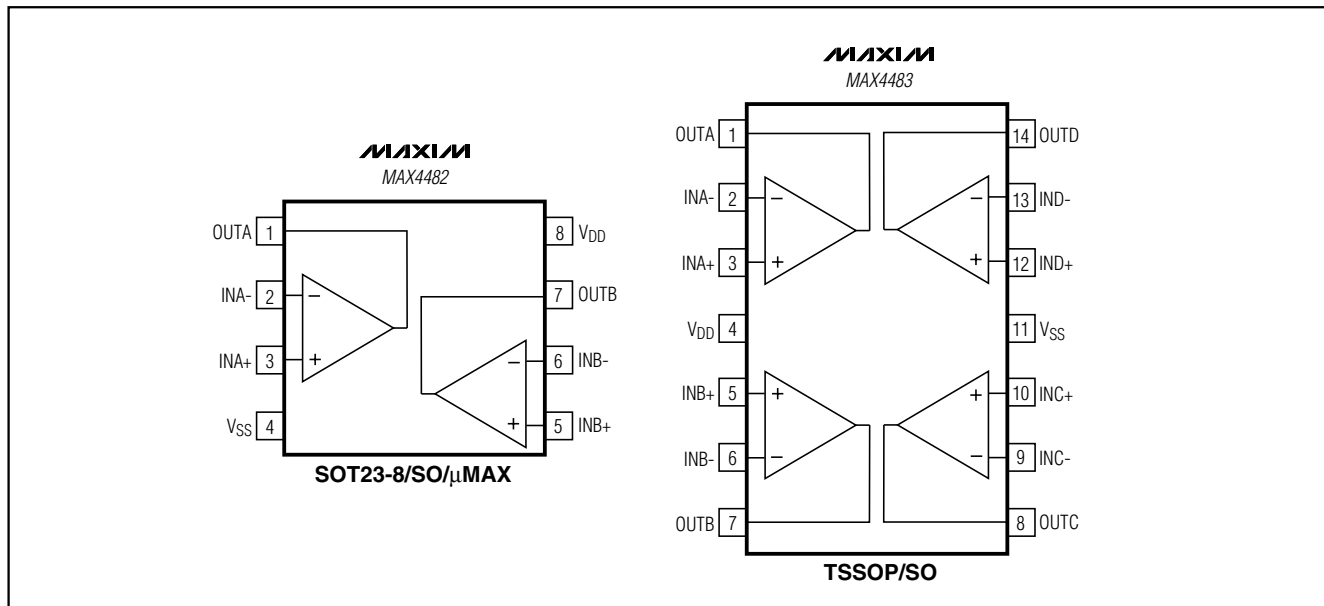 MAXIM
MAX4482
OUTA 1
8 VDD
INA- 2
−
7 OUTB
INA+ 3
+
−
6 INB-
VSS 4
+
5 INB+
SOT23-8/SO/µMAX
MAXIM
MAX4483
OUTA 1
14 OUTD
INA- 2
−
−
13 IND-
INA+ 3
+
+
12 IND+
VDD 4
11 VSS
INB+ 5
+
+
10 INC+
INB- 6
−
−
9 INC-
OUTB 7
8 OUTC
TSSOP/SO